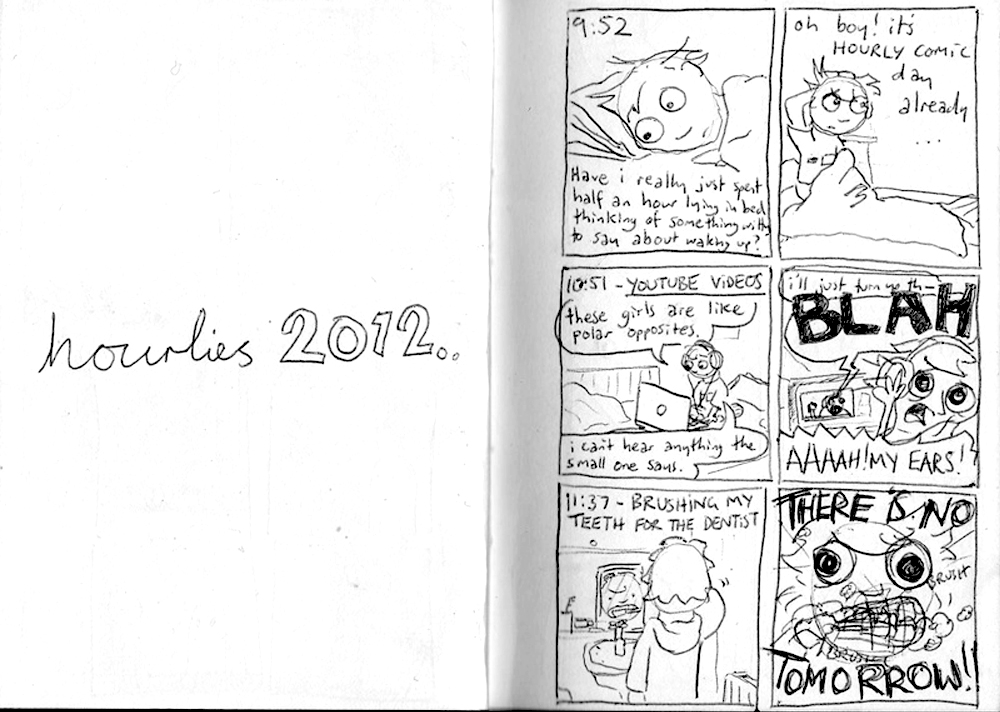 hourlies 2012..
9:52
Have i really just spent
half an hour lying in bed
thinking of something witty
to say about waking up?
oh boy! it's
HOURLY COMIC
day
already
...
10:51 - YOUTUBE VIDEOS
these girls are like
polar opposites.
i can't hear anything the
small one says.
i'll just turn up th-
BLAH
AAAAH! MY EARS!
11:37 - BRUSHING MY
TEETH FOR THE DENTIST
THERE IS NO
BRUSH
BRUSH
TOMORROW!!